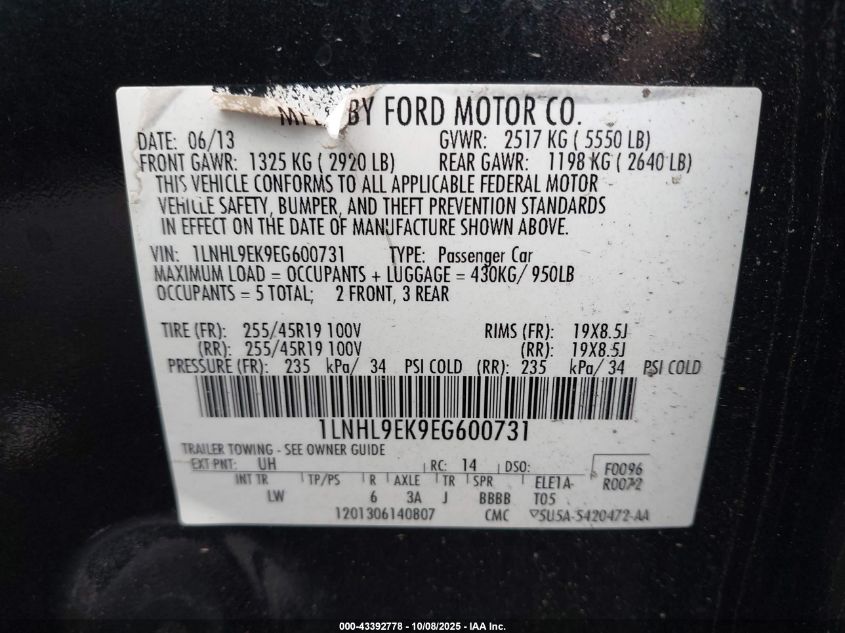 BY FORD MOTOR CO.
DATE: 06/13 GVWR: 2517 KG ( 5550 LB)
FRONT GAWR: 1325 KG ( 2920 LB) REAR GAWR: 1198 KG ( 2640 LB)
THIS VEHICLE CONFORMS TO ALL APPLICABLE FEDERAL MOTOR
VEHICLE SAFETY, BUMPER, AND THEFT PREVENTION STANDARDS
IN EFFECT ON THE DATE OF MANUFACTURE SHOWN ABOVE.
VIN: 1LNHL9EK9EG600731 TYPE: Passenger Car
MAXIMUM LOAD = OCCUPANTS + LUGGAGE = 430KG/ 950LB
OCCUPANTS = 5 TOTAL; 2 FRONT, 3 REAR
TIRE (FR): 255/45R19 100V RIMS (FR): 19X8.5J
(RR): 255/45R19 100V (RR): 19X8.5J
PRESSURE (FR): 235 kPa/ 34 PSI COLD (RR): 235 kPa/ 34 PSI COLD
1LNHL9EK9EG600731
TRAILER TOWING - SEE OWNER GUIDE
EXT PNT: UH RC: 14 DSO: F0096
INT TR TP/PS R AXLE TR SPR ELE1A- R0072
LW 6 3A J BBBB T05
1201306140807 CMC 5U5A-5420472-AA
000-43392778 - 10/08/2025 - IAA Inc.